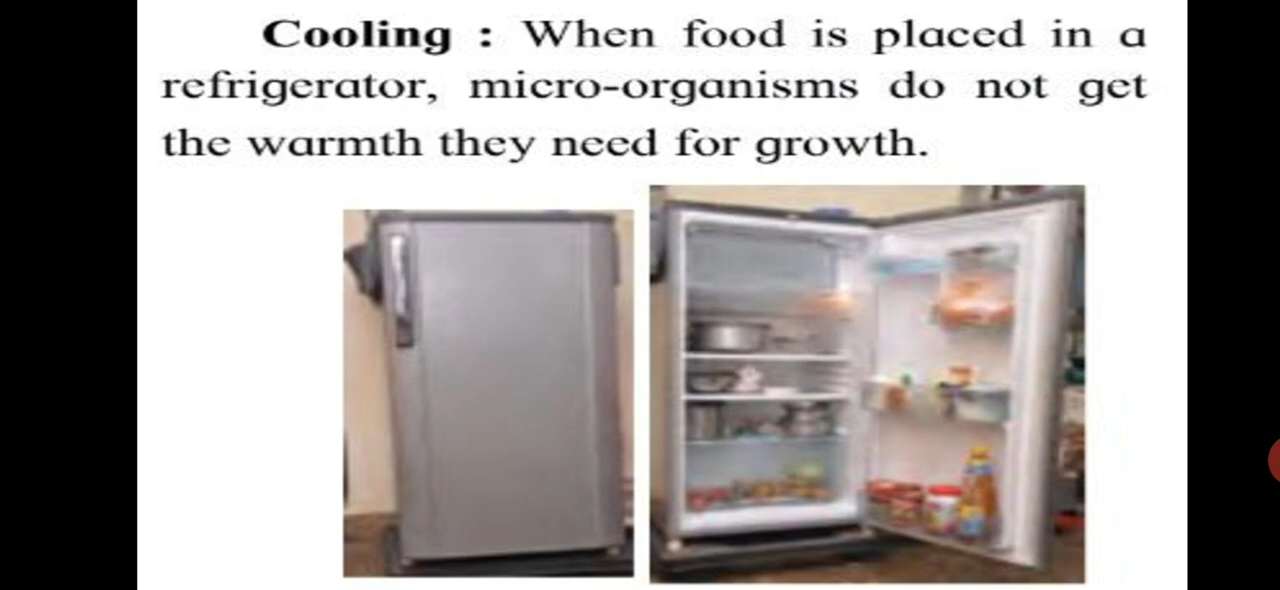 Cooling : When food is placed in a
refrigerator, micro-organisms do not get
the warmth they need for growth.